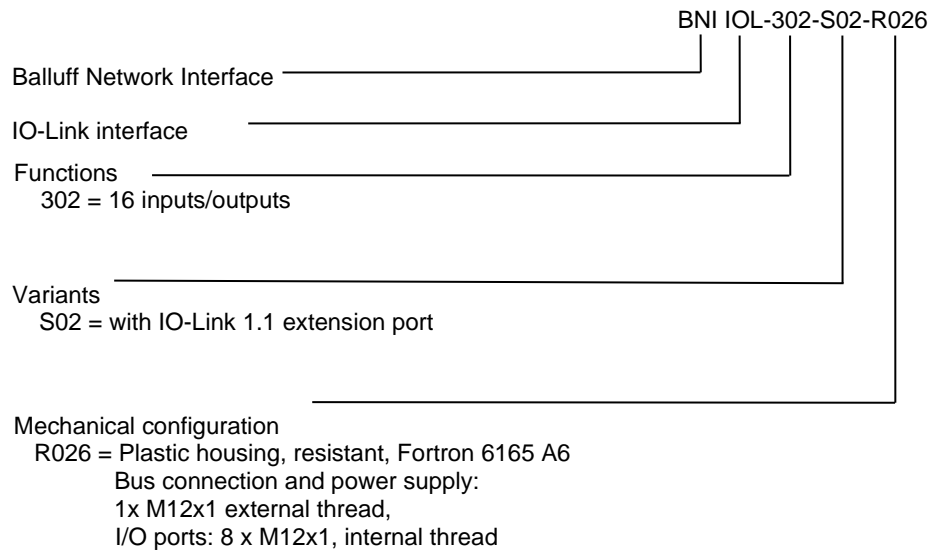 BNI IOL-302-S02-R026
Balluff Network Interface
IO-Link interface
Functions
302 = 16 inputs/outputs
Variants
S02 = with IO-Link 1.1 extension port
Mechanical configuration
R026 = Plastic housing, resistant, Fortron 6165 A6
Bus connection and power supply:
1x M12x1 external thread,
I/O ports: 8 x M12x1, internal thread